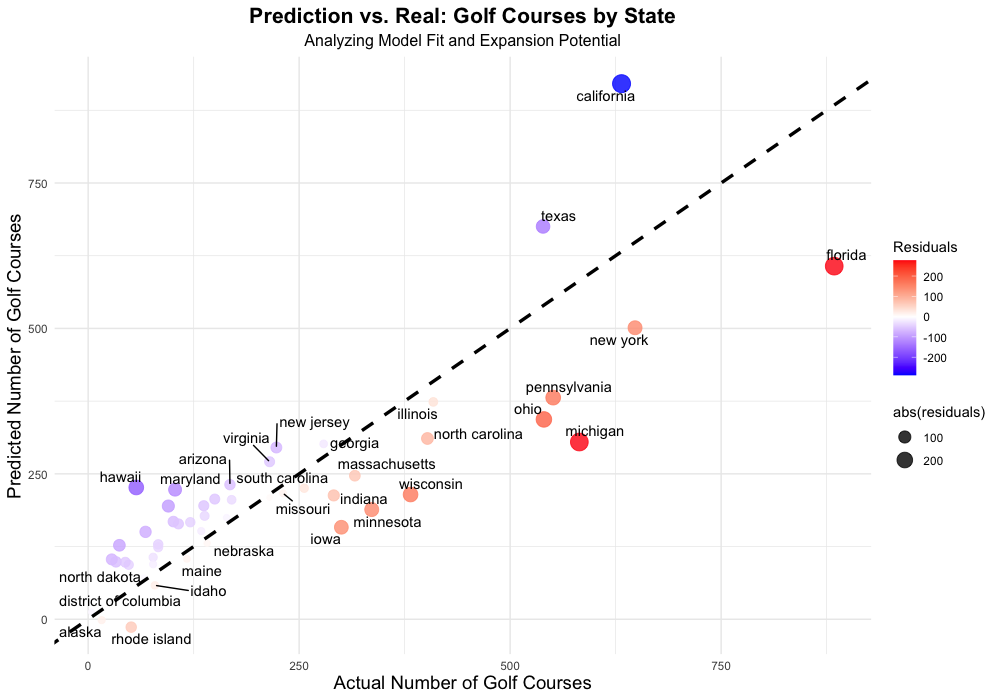 Prediction vs. Real: Golf Courses by State
Analyzing Model Fit and Expansion Potential
Predicted Number of Golf Courses
750
500
250
0
california
texas
florida
new york
pennsylvania
ohio
illinois
michigan
new jersey
virginia
georgia
north carolina
arizona
massachusetts
hawaii
maryland
south carolina
wisconsin
indiana
missouri
minnesota
iowa
nebraska
maine
north dakota
idaho
district of columbia
alaska
rhode island
0
250
500
750
Actual Number of Golf Courses
Residuals
200
100
0
-100
-200
abs(residuals)
100
200